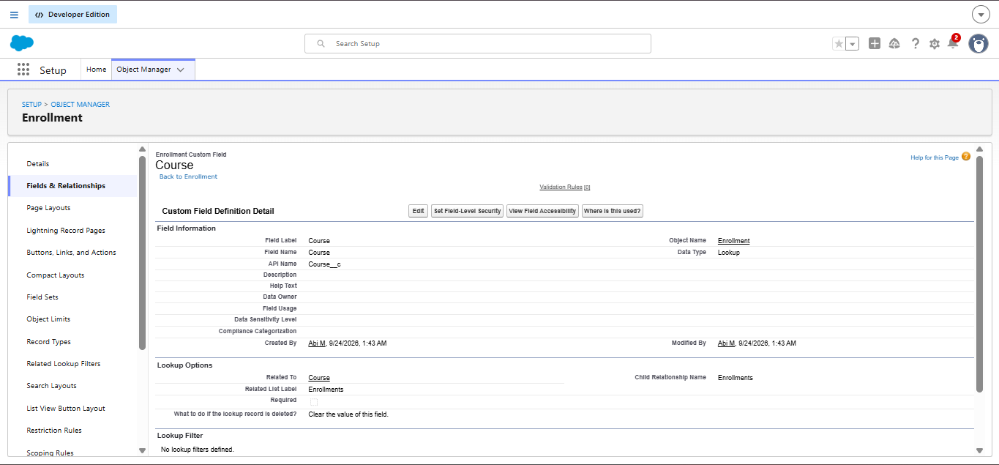 Developer Edition
Search Setup
2
Setup
Home
Object Manager
SETUP > OBJECT MANAGER
Enrollment
Details
Fields & Relationships
Page Layouts
Lightning Record Pages
Buttons, Links, and Actions
Compact Layouts
Field Sets
Object Limits
Record Types
Related Lookup Filters
Search Layouts
List View Button Layout
Restriction Rules
Scoping Rules
Enrollment Custom Field
Course
Back to Enrollment
Help for this Page
Validation Rules [0]
Custom Field Definition Detail
Edit
Set Field-Level Security
View Field Accessibility
Where is this used?
Field Information
Field Label Course Object Name Enrollment
Field Name Course Data Type Lookup
API Name Course__c
Description
Help Text
Data Owner
Field Usage
Data Sensitivity Level
Compliance Categorization
Created By Abi M, 9/24/2026, 1:43 AM Modified By Abi M, 9/24/2026, 1:43 AM
Lookup Options
Related To Course Child Relationship Name Enrollments
Related List Label Enrollments
Required
What to do if the lookup record is deleted? Clear the value of this field.
Lookup Filter
No lookup filters defined.